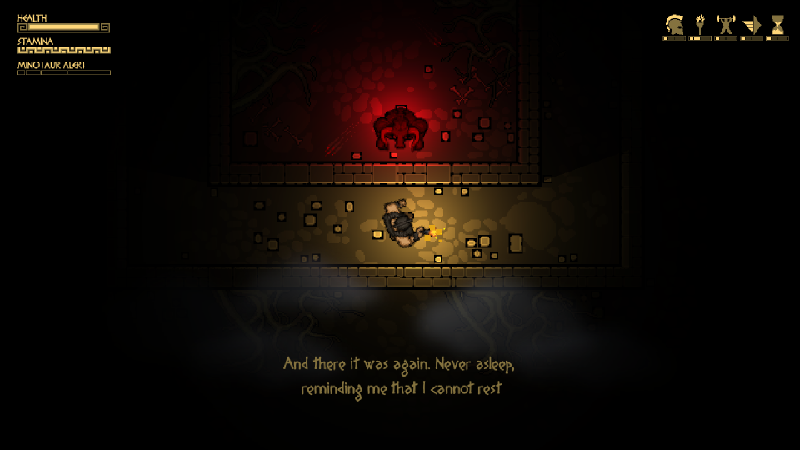 HEALTH
STAMINA
MINOTAUR ALERT
And there it was again. Never asleep,
reminding me that I cannot rest